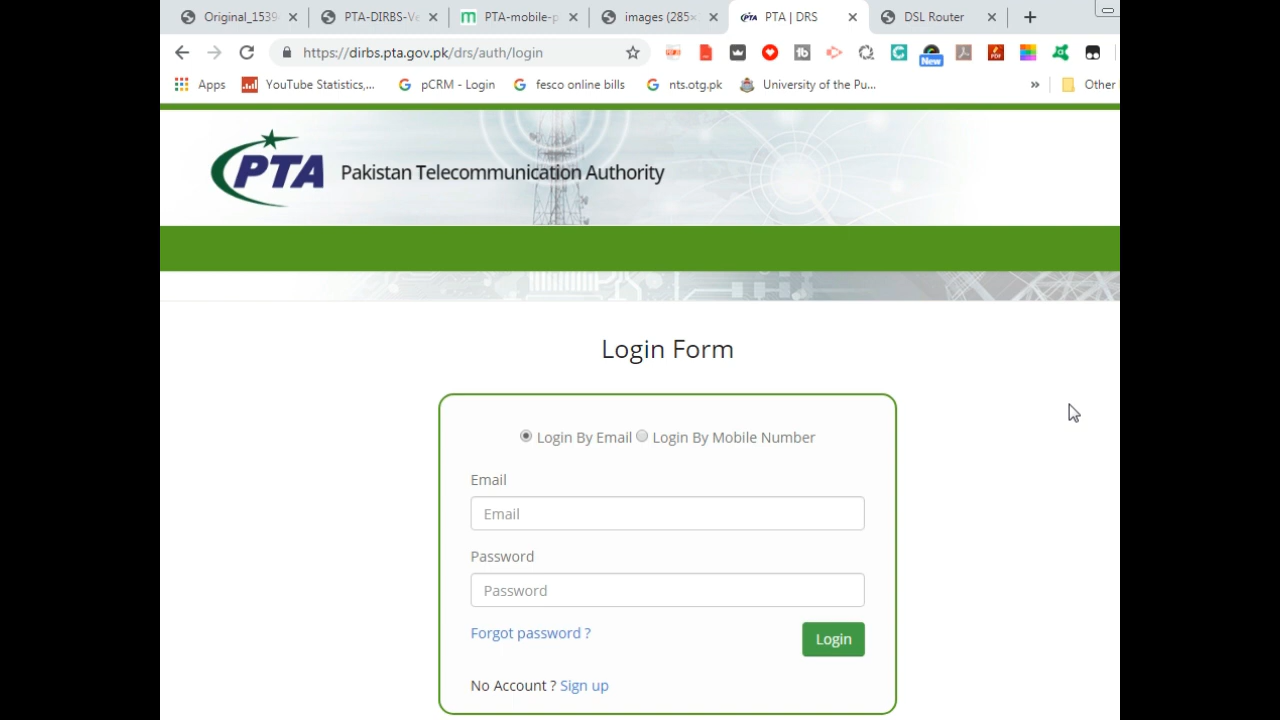 Original_1539 PTA-DIRBS-Ve PTA-mobile-p images (285× PTA | DRS DSL Router
https://dirbs.pta.gov.pk/drs/auth/login
New
Apps YouTube Statistics,... pCRM - Login fesco online bills nts.otg.pk University of the Pu... » Other
PTA Pakistan Telecommunication Authority
Login Form
Login By Email Login By Mobile Number
Email
Email
Password
Password
Forgot password ?
Login
No Account ? Sign up